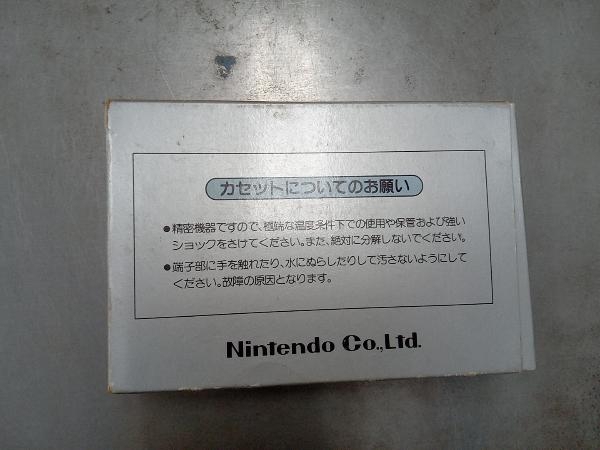 カセットについてのお願い
●精密機器ですので、極端な温度条件下での使用や保管および強い
ショックをさけてください。また、絶対に分解しないでください。
●端子部に手を触れたり、水にぬらしたりして汚さないようにして
ください。故障の原因となります。
Nintendo Co.,Ltd.